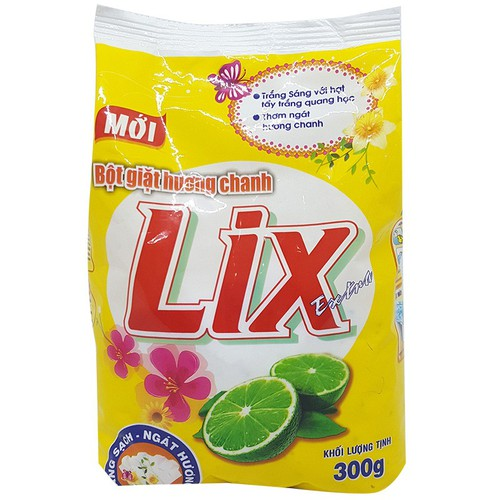 Trắng Sáng với hạt
tẩy trắng quang học
Thơm ngát
hương chanh
MỚI
Bột giặt hương chanh
LIX
Extra
SẠCH - NGÁT HƯƠNG
KHỐI LƯỢNG TỊNH
300g